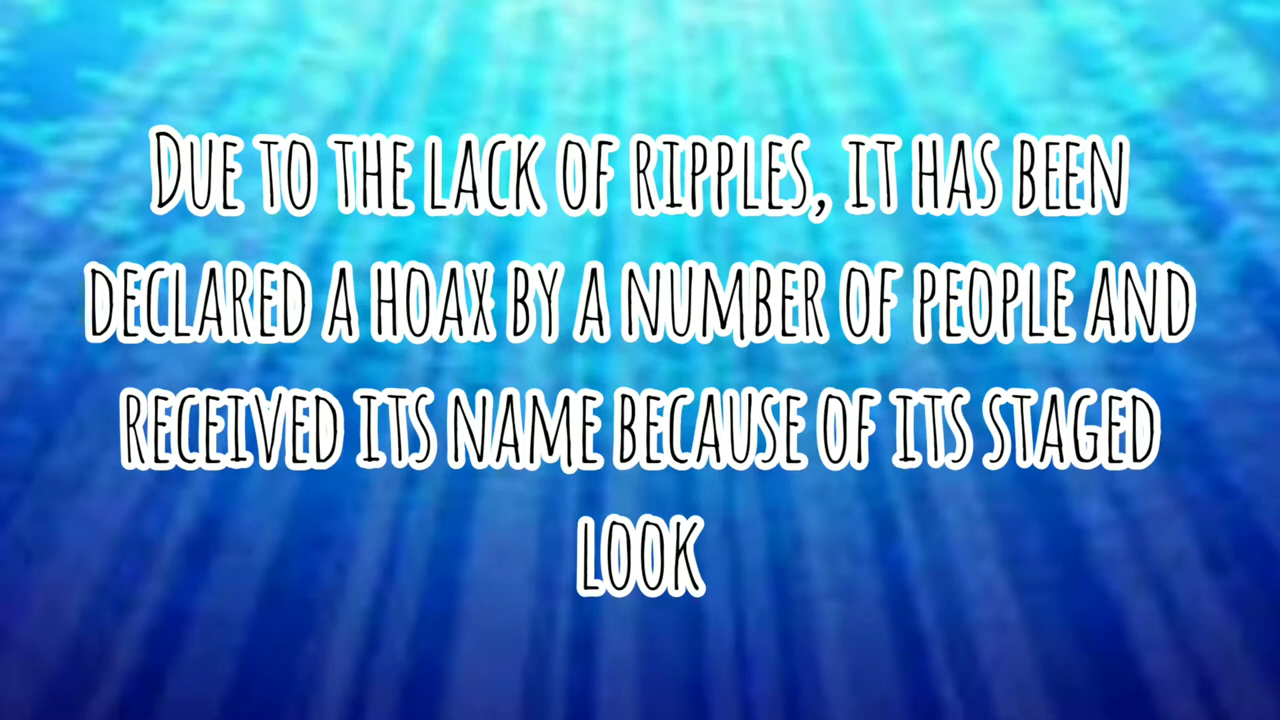 Due to the lack of ripples, it has been
declared a hoax by a number of people and
received its name because of its staged
look